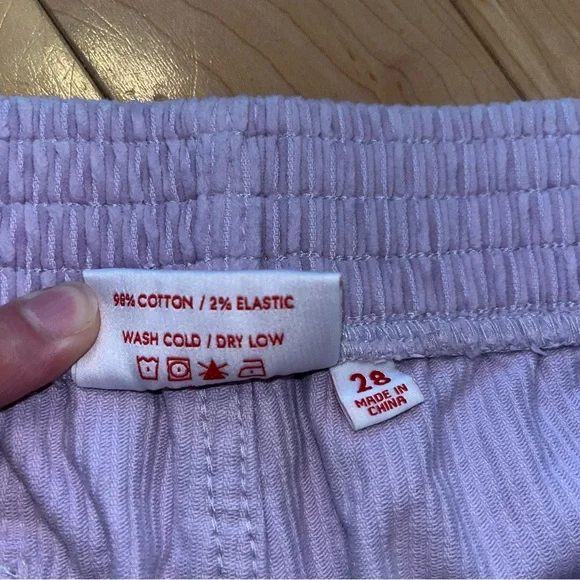 98% COTTON / 2% ELASTIC
WASH COLD / DRY LOW
28
MADE IN
CHINA